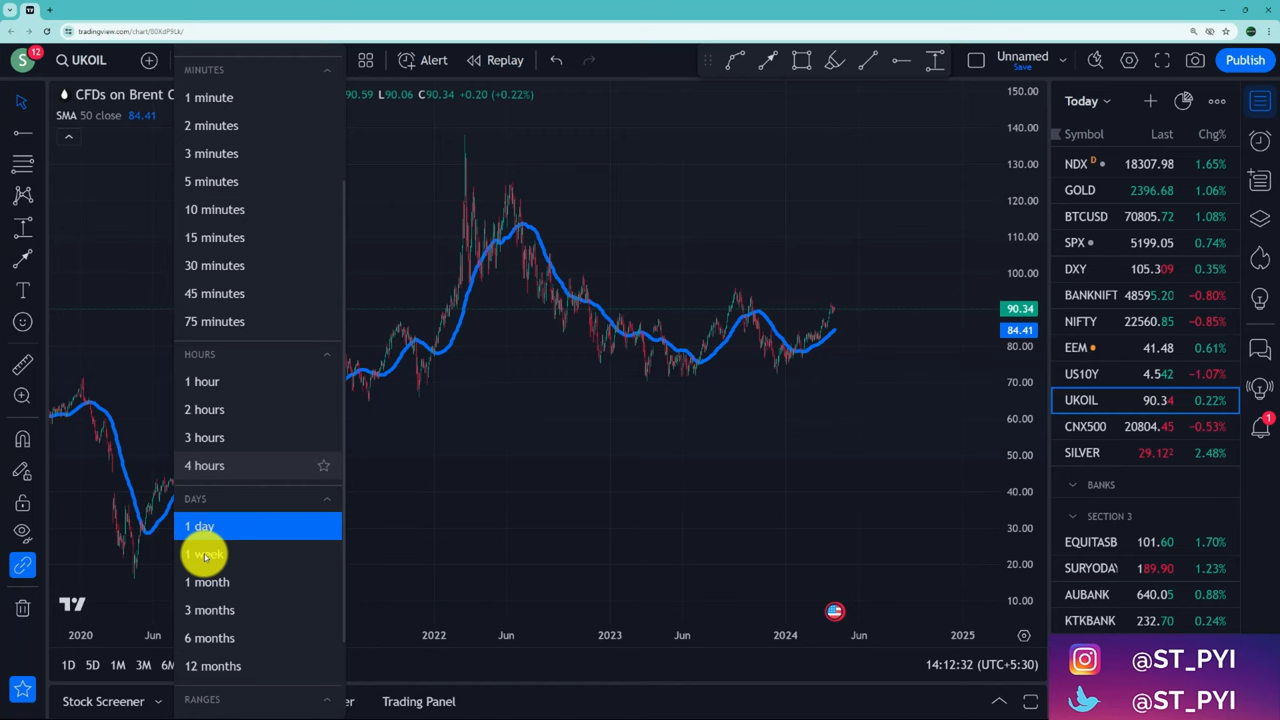 tradingview.com/chart/80XdP9Lk/
S
12
UKOIL
Alert
Replay
Unnamed
Save
Publish
CFDs on Brent C
90.59 L90.06 C90.34 +0.20 (+0.22%)
SMA 50 close 84.41
MINUTES
1 minute
2 minutes
3 minutes
5 minutes
10 minutes
15 minutes
30 minutes
45 minutes
75 minutes
HOURS
1 hour
2 hours
3 hours
4 hours
DAYS
1 day
1 week
1 month
3 months
6 months
12 months
RANGES
150.00
140.00
130.00
120.00
110.00
100.00
90.34
84.41
80.00
70.00
60.00
50.00
40.00
30.00
20.00
10.00
2020 Jun 2022 Jun 2023 Jun 2024 Jun 2025
1D 5D 1M 3M 6M
14:12:32 (UTC+5:30)
Stock Screener
Trading Panel
Today
Symbol Last Chg%
NDX D 18307.98 1.65%
GOLD 2396.68 1.06%
BTCUSD 70805.72 1.08%
SPX 5199.05 0.74%
DXY 105.309 0.35%
BANKNIFT 48595.20 −0.80%
NIFTY 22560.85 −0.85%
EEM 41.48 0.61%
US10Y 4.542 −1.07%
UKOIL 90.34 0.22%
CNX500 20804.45 −0.53%
SILVER 29.122 2.48%
BANKS
SECTION 3
EQUITASB 101.60 1.70%
SURYODAY 189.90 1.23%
AUBANK 640.05 0.88%
KTKBANK 232.70 0.24%
1
@ST_PYI
@ST_PYI